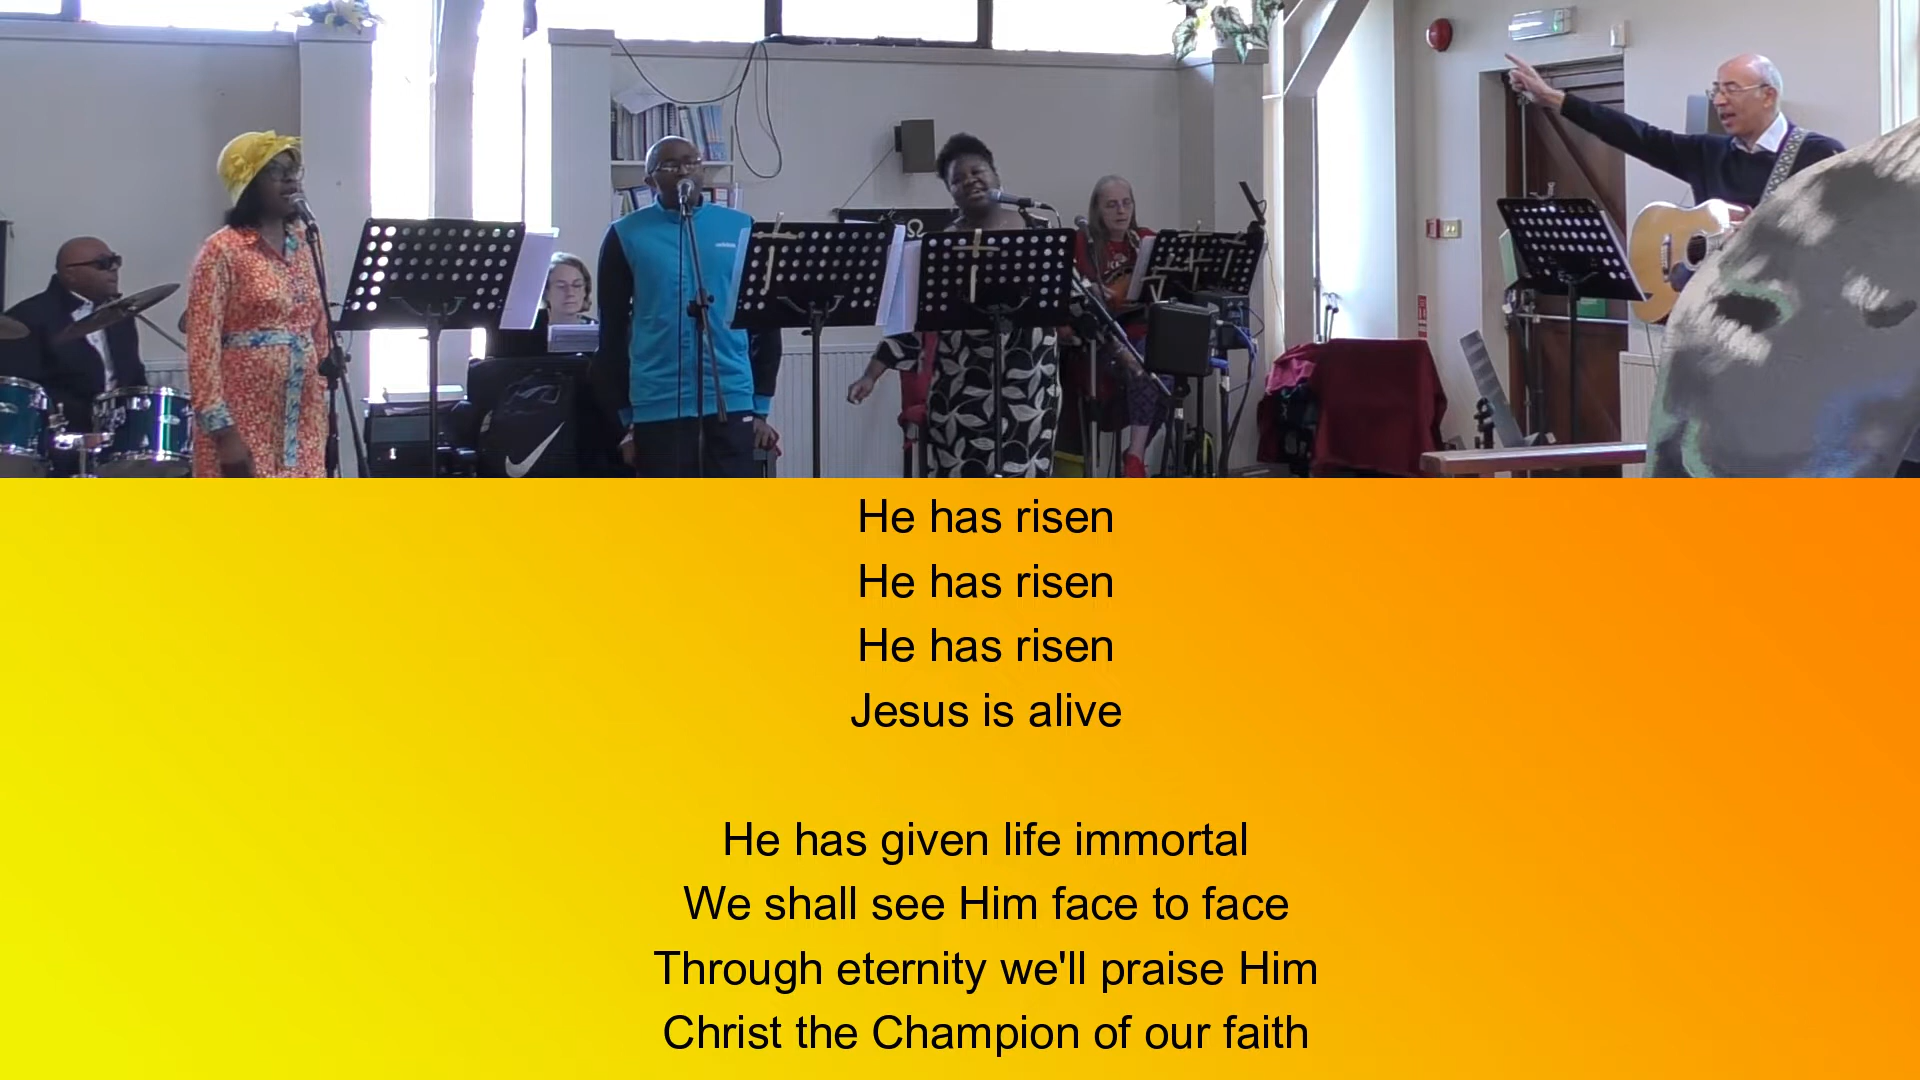 He has risen
He has risen
He has risen
Jesus is alive
He has given life immortal
We shall see Him face to face
Through eternity we'll praise Him
Christ the Champion of our faith